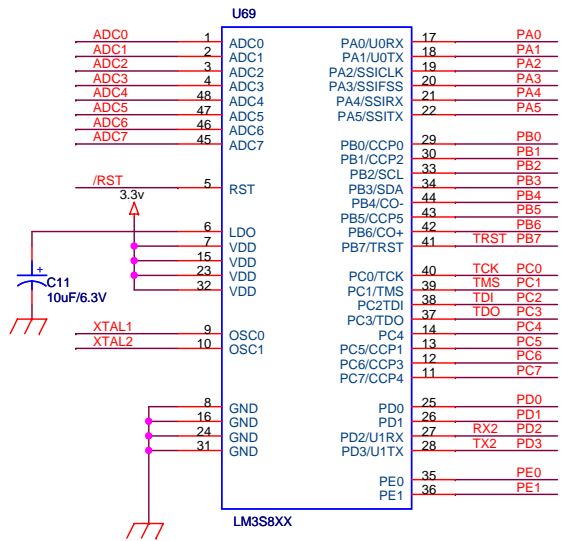 U69
ADC0 1 ADC0 PA0/U0RX 17 PA0
ADC1 2 ADC1 PA1/U0TX 18 PA1
ADC2 3 ADC2 PA2/SSICLK 19 PA2
ADC3 4 ADC3 PA3/SSIFSS 20 PA3
ADC4 48 ADC4 PA4/SSIRX 21 PA4
ADC5 47 ADC5 PA5/SSITX 22 PA5
ADC6 46 ADC6
ADC7 45 ADC7 PB0/CCP0 29 PB0
PB1/CCP2 30 PB1
PB2/SCL 33 PB2
/RST 5 RST PB3/SDA 34 PB3
3.3v PB4/CO- 44 PB4
PB5/CCP5 43 PB5
6 LDO PB6/CO+ 42 PB6
7 VDD PB7/TRST 41 TRST PB7
15 VDD
23 VDD PC0/TCK 40 TCK PC0
32 VDD PC1/TMS 39 TMS PC1
+ C11 PC2TDI 38 TDI PC2
10uF/6.3V PC3/TDO 37 TDO PC3
XTAL1 9 OSC0 PC4 14 PC4
XTAL2 10 OSC1 PC5/CCP1 13 PC5
PC6/CCP3 12 PC6
PC7/CCP4 11 PC7
8 GND PD0 25 PD0
16 GND PD1 26 PD1
24 GND PD2/U1RX 27 RX2 PD2
31 GND PD3/U1TX 28 TX2 PD3
PE0 35 PE0
PE1 36 PE1
LM3S8XX